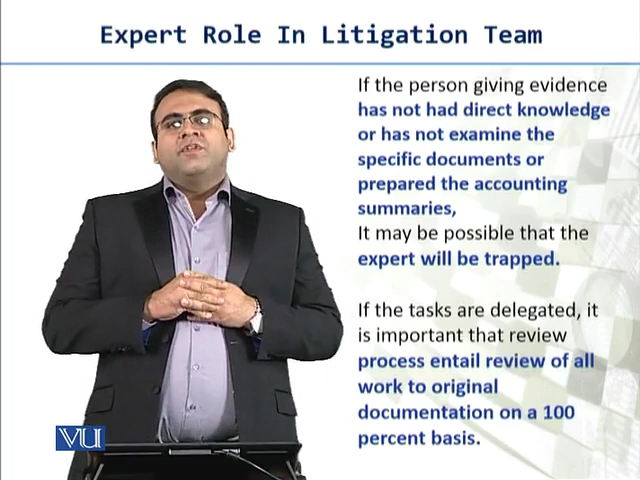 Expert Role In Litigation Team
If the person giving evidence
has not had direct knowledge
or has not examine the
specific documents or
prepared the accounting
summaries,
It may be possible that the
expert will be trapped.
If the tasks are delegated, it
is important that review
process entail review of all
work to original
documentation on a 100
percent basis.
VU